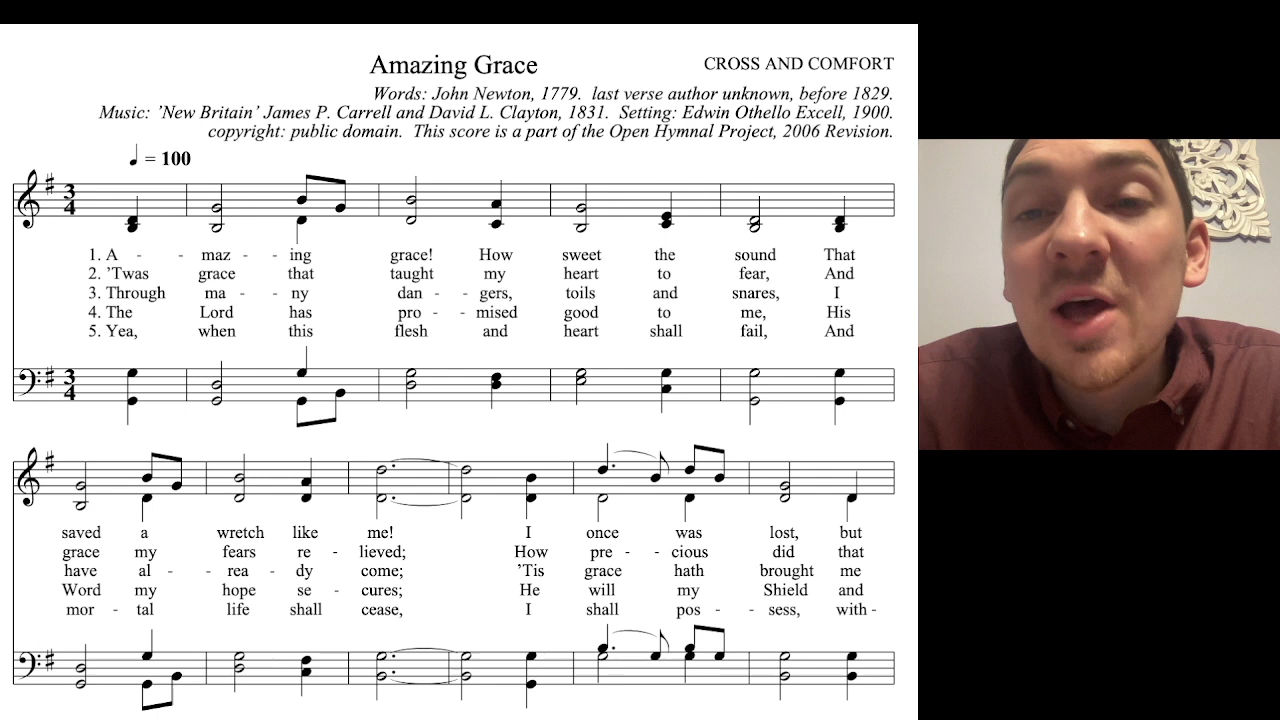 Amazing Grace
CROSS AND COMFORT
Words: John Newton, 1779. last verse author unknown, before 1829.
Music: 'New Britain' James P. Carrell and David L. Clayton, 1831. Setting: Edwin Othello Excell, 1900.
copyright: public domain. This score is a part of the Open Hymnal Project, 2006 Revision.
= 100
3
4
1. A - - maz - - ing grace! How sweet the sound That
2. 'Twas grace that taught my heart to fear, And
3. Through ma - - ny dan - - gers, toils and snares, I
4. The Lord has pro - - mised good to me, His
5. Yea, when this flesh and heart shall fail, And
3
4
saved a wretch like me! I once was lost, but
grace my fears re - lieved; How pre - - cious did that
have al - - rea - dy come; 'Tis grace hath brought me
Word my hope se - cures; He will my Shield and
mor - tal life shall cease, I shall pos - - sess, with -